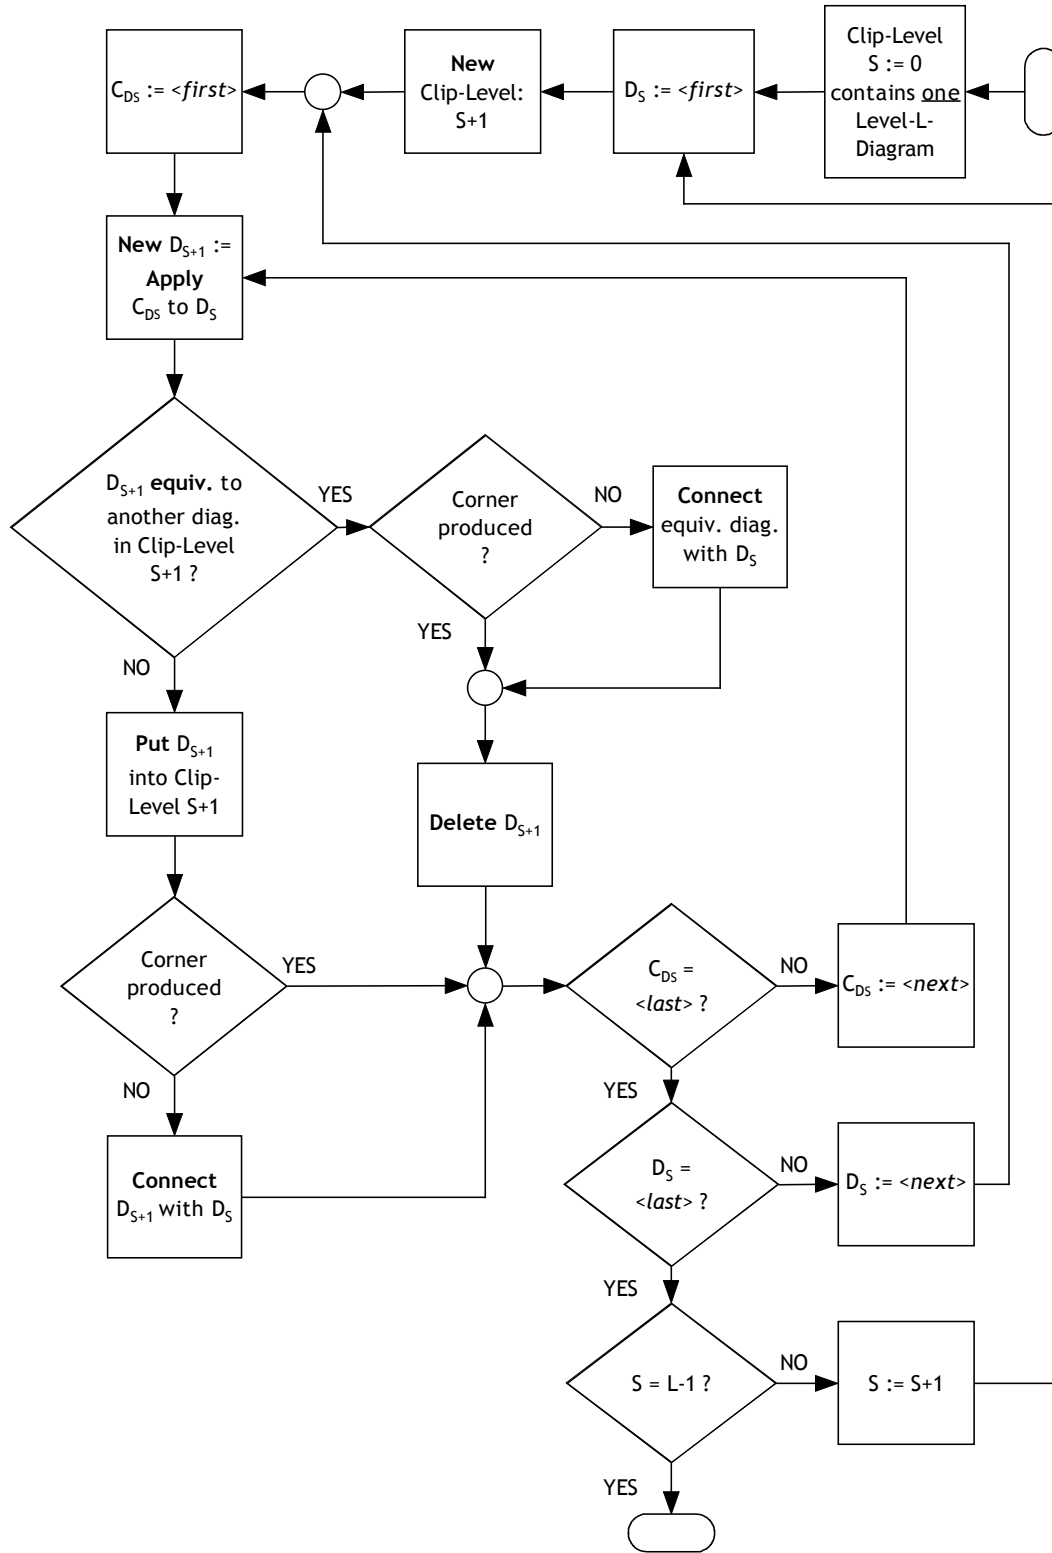 C_DS := <first>
New
Clip-Level:
S+1
D_S := <first>
Clip-Level
S := 0
contains one
Level-L-
Diagram
New D_S+1 :=
Apply
C_DS to D_S
D_S+1 equiv. to
another diag.
in Clip-Level
S+1 ?
YES
Corner
produced
?
NO
Connect
equiv. diag.
with D_S
YES
NO
Put D_S+1
into Clip-
Level S+1
Delete D_S+1
Corner
produced
?
YES
C_DS =
<last> ?
NO
C_DS := <next>
NO
YES
Connect
D_S+1 with D_S
D_S =
<last> ?
NO
D_S := <next>
YES
S = L-1 ?
NO
S := S+1
YES